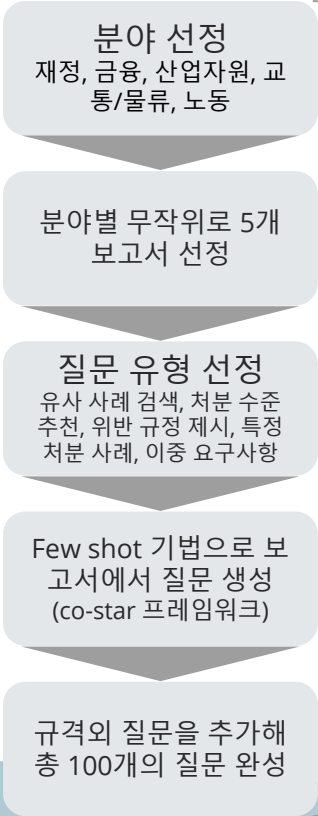 분야 선정
재정, 금융, 산업자원, 교
통/물류, 노동
분야별 무작위로 5개
보고서 선정
질문 유형 선정
유사 사례 검색, 처분 수준
추천, 위반 규정 제시, 특정
처분 사례, 이중 요구사항
Few shot 기법으로 보
고서에서 질문 생성
(co-star 프레임워크)
규격외 질문을 추가해
총 100개의 질문 완성